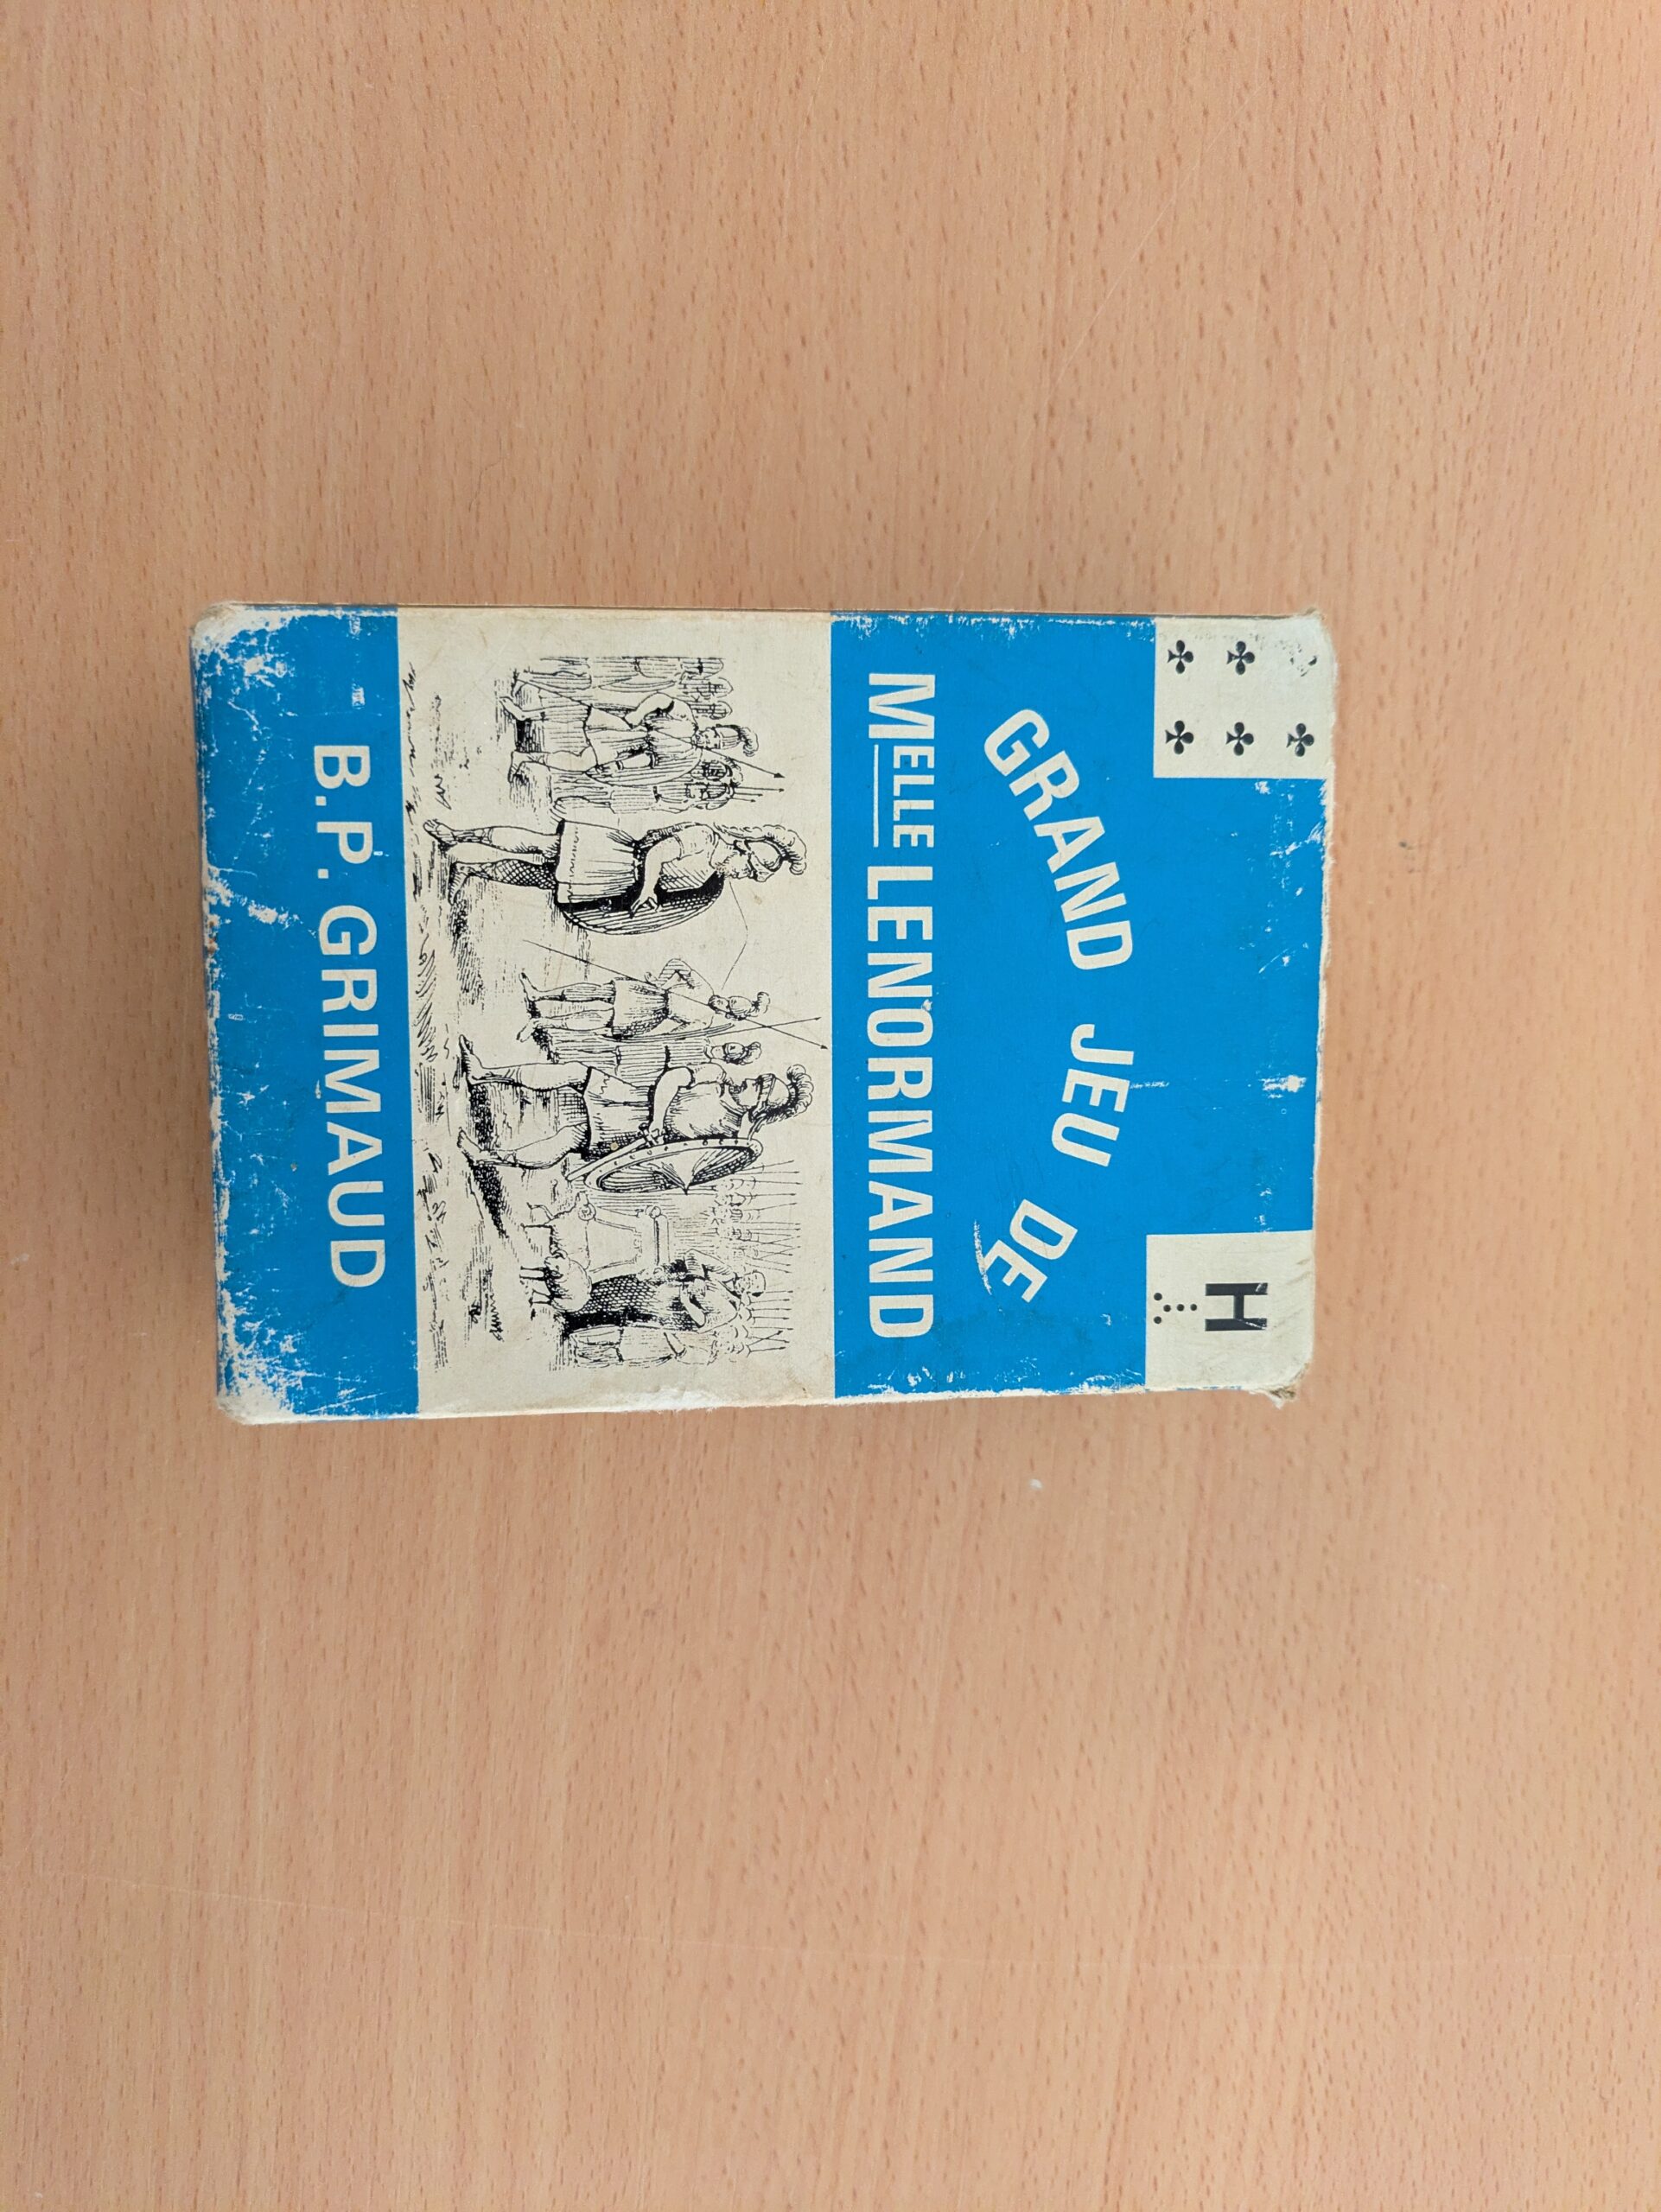 H
GRAND JEU DE
MELLE LENORMAND
B.P. GRIMAUD